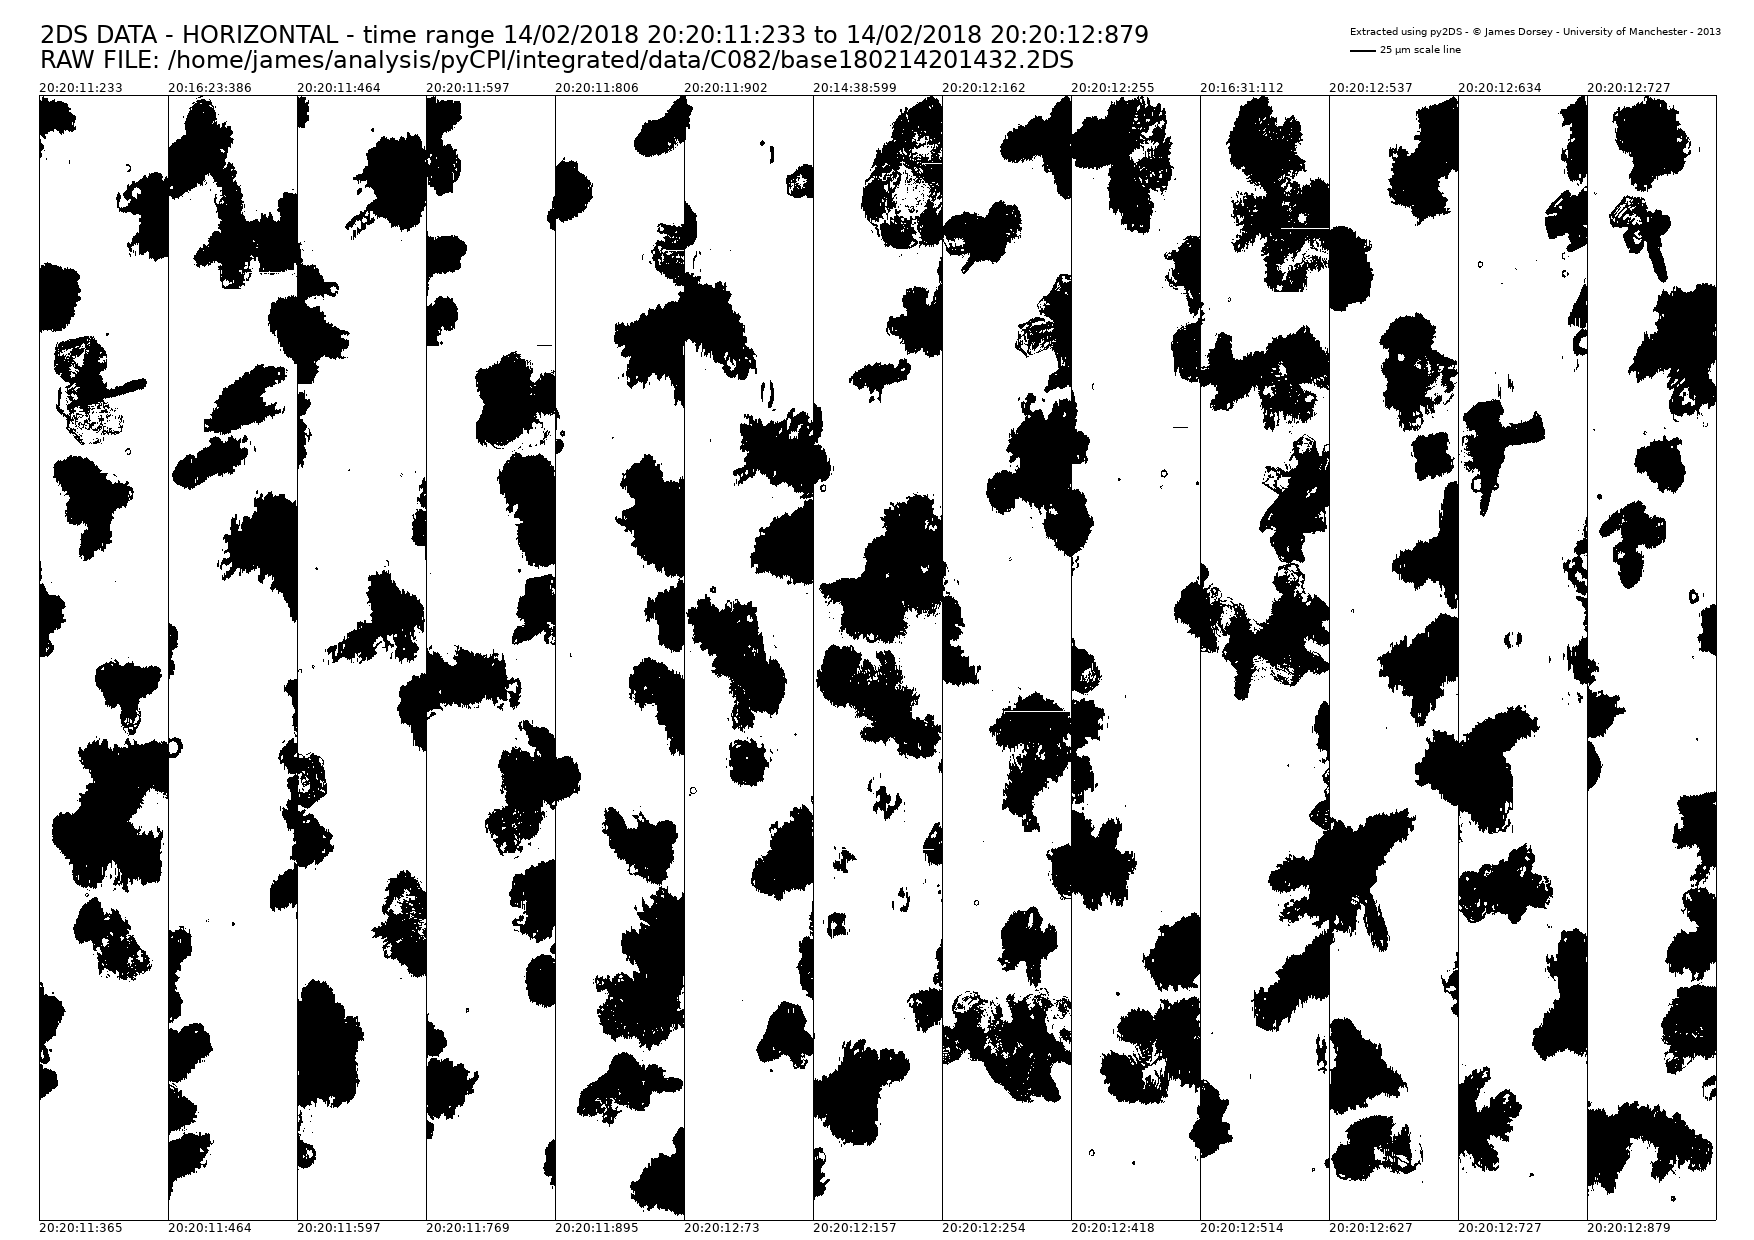 2DS DATA - HORIZONTAL - time range 14/02/2018 20:20:11:233 to 14/02/2018 20:20:12:879
RAW FILE: /home/james/analysis/pyCPI/integrated/data/C082/base180214201432.2DS
Extracted using py2DS - © James Dorsey - University of Manchester - 2013
25 μm scale line
20:20:11:233 20:16:23:386 20:20:11:464 20:20:11:597 20:20:11:806 20:20:11:902 20:14:38:599 20:20:12:162 20:20:12:255 20:16:31:112 20:20:12:537 20:20:12:634 20:20:12:727
20:20:11:365 20:20:11:464 20:20:11:597 20:20:11:769 20:20:11:895 20:20:12:73 20:20:12:157 20:20:12:254 20:20:12:418 20:20:12:514 20:20:12:627 20:20:12:727 20:20:12:879